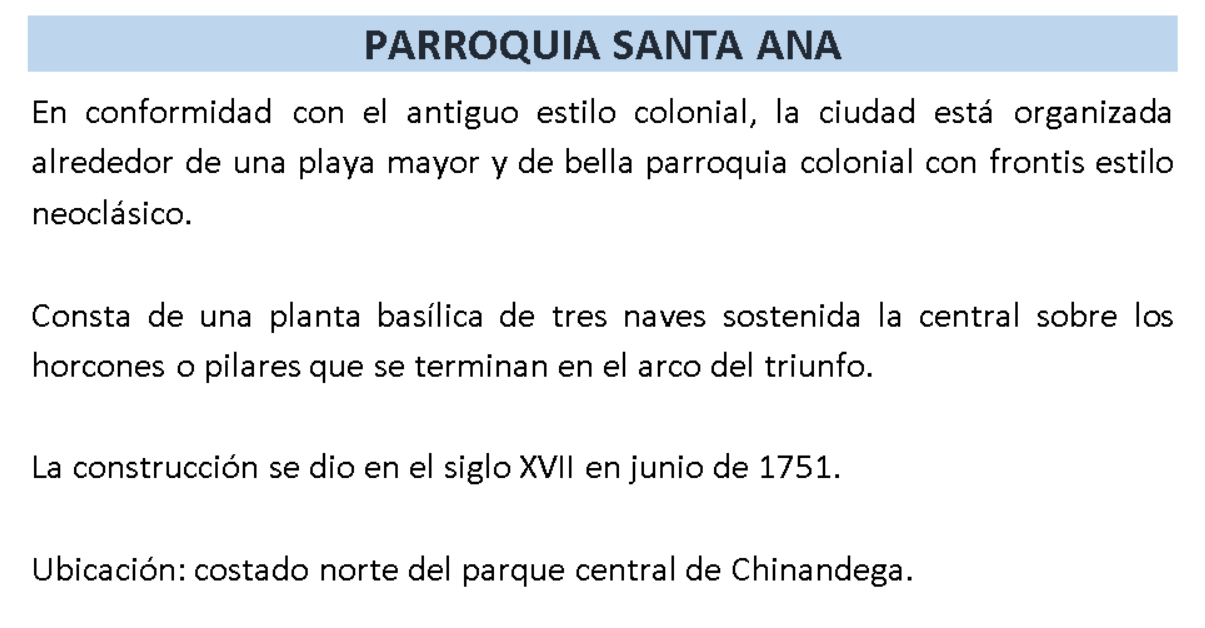 PARROQUIA SANTA ANA
En conformidad con el antiguo estilo colonial, la ciudad está organizada
alrededor de una playa mayor y de bella parroquia colonial con frontis estilo
neoclásico.
Consta de una planta basílica de tres naves sostenida la central sobre los
horcones o pilares que se terminan en el arco del triunfo.
La construcción se dio en el siglo XVII en junio de 1751.
Ubicación: costado norte del parque central de Chinandega.